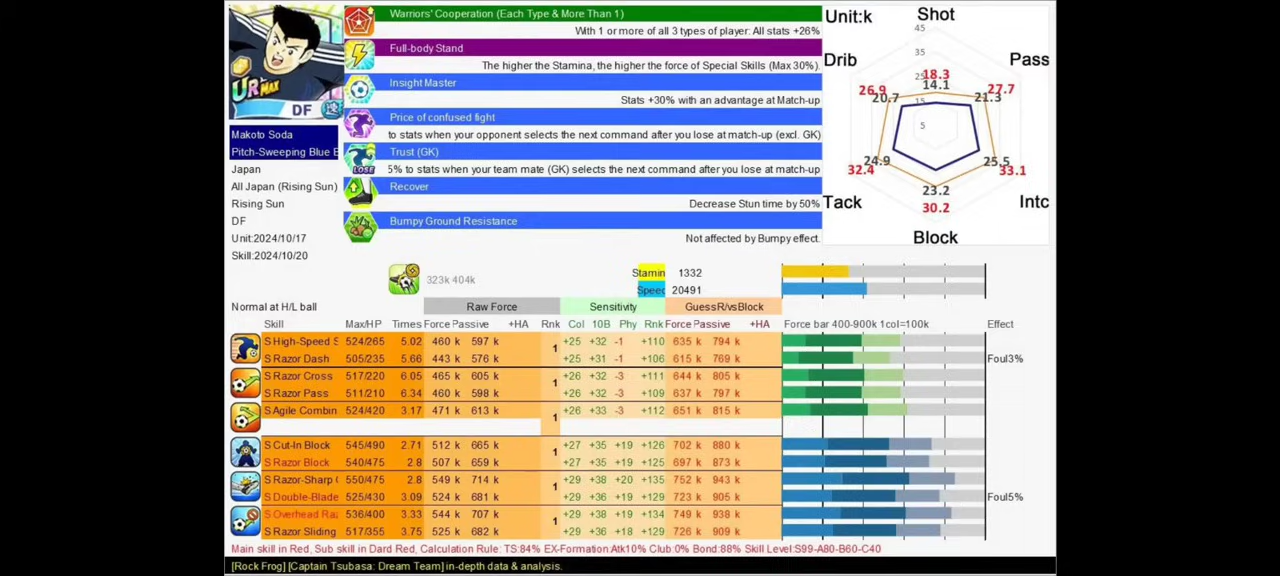 UR MAX
DF
Warriors' Cooperation (Each Type & More Than 1)
With 1 or more of all 3 types of player: All stats +26%
Full-body Stand
The higher the Stamina, the higher the force of Special Skills (Max 30%).
Insight Master
Stats +30% with an advantage at Match-up
Price of confused fight
to stats when your opponent selects the next command after you lose at match-up (excl. GK)
Trust (GK)
LOSE
5% to stats when your team mate (GK) selects the next command after you lose at match-up
Recover
Decrease Stun time by 50%
Bumpy Ground Resistance
Not affected by Bumpy effect.
Makoto Soda
Pitch-Sweeping Blue E
Japan
All Japan (Rising Sun)
Rising Sun
DF
Unit:2024/10/17
Skill:2024/10/20
Unit:k
Shot
45
35
25
15
5
Drib
Pass
18.3
14.1
26.9
20.7
27.7
21.3
24.9
32.4
25.5
33.1
23.2
30.2
Tack
Intc
Block
323k 404k
Stamin 1332
Speed 20491
Normal at H/L ball Raw Force Sensitivity GuessR/vsBlock
Skill Max/HP Times Force Passive +HA Rnk Col 10B Phy Rnk Force Passive +HA Force bar 400-900k 1col=100k Effect
S High-Speed S 524/265 5.02 460 k 597 k 1 +25 +32 -1 +110 635 k 794 k
S Razor Dash 505/235 5.66 443 k 576 k +25 +31 -1 +106 615 k 769 k Foul3%
S Razor Cross 517/220 6.05 465 k 605 k 1 +26 +32 -3 +111 644 k 805 k
S Razor Pass 511/210 6.34 460 k 598 k +26 +32 -3 +109 637 k 797 k
S Agile Combin 524/420 3.17 471 k 613 k 1 +26 +33 -3 +112 651 k 815 k
S Cut-In Block 545/490 2.71 512 k 665 k 1 +27 +35 +19 +126 702 k 880 k
S Razor Block 540/475 2.8 507 k 659 k +27 +35 +19 +125 697 k 873 k
S Razor-Sharp 550/475 2.8 549 k 714 k 1 +29 +38 +20 +135 752 k 943 k
S Double-Blade 525/430 3.09 524 k 681 k +29 +36 +19 +129 723 k 905 k Foul5%
S Overhead Raz 536/400 3.33 544 k 707 k 1 +29 +38 +19 +134 749 k 938 k
S Razor Sliding 517/355 3.75 525 k 682 k +29 +36 +18 +129 726 k 909 k
Main skill in Red, Sub skill in Dard Red, Calculation Rule: TS:84% EX-Formation:Atk10% Club:0% Bond:88% Skill Level:S99-A80-B60-C40
[Rock Frog] [Captain Tsubasa: Dream Team] in-depth data & analysis.